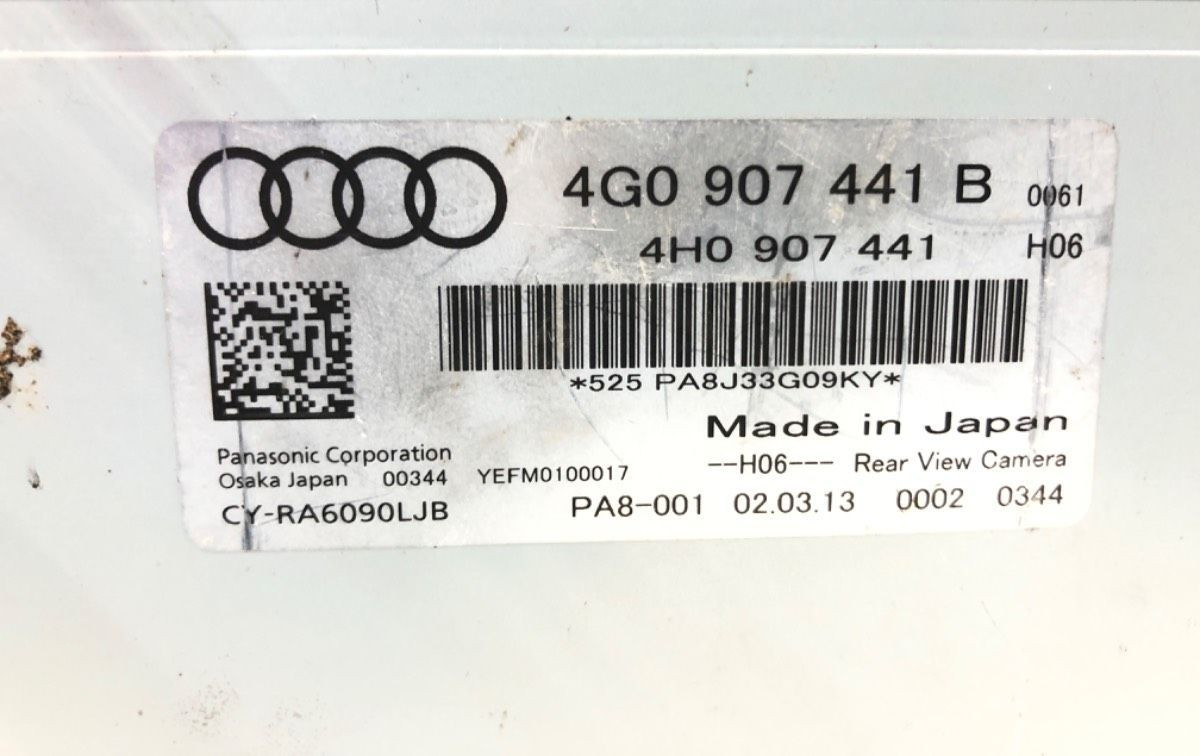 4G0 907 441 B 0061
4H0 907 441 H06
*525 PA8J33G09KY*
Made in Japan
Panasonic Corporation
Osaka Japan 00344 YEFM0100017 --H06--- Rear View Camera
CY-RA6090LJB PA8-001 02.03.13 0002 0344